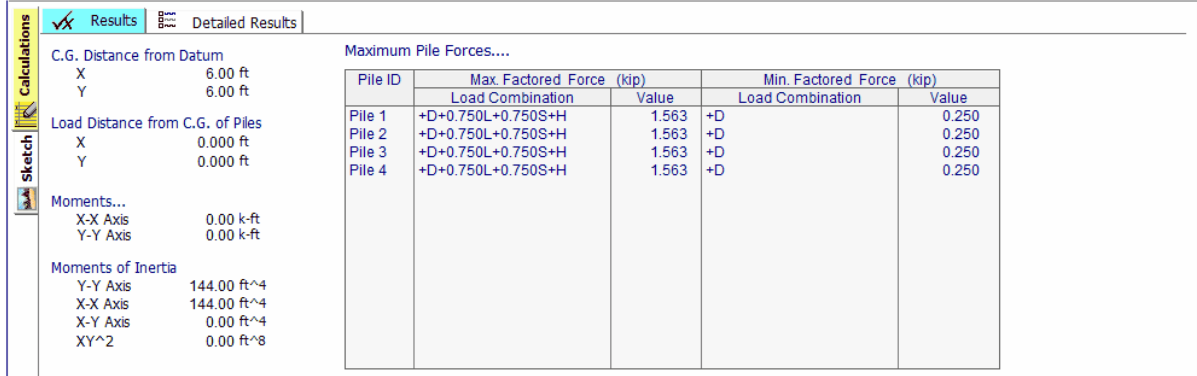 Calculations
Sketch
Results
Detailed Results
C.G. Distance from Datum
X 6.00 ft
Y 6.00 ft
Load Distance from C.G. of Piles
X 0.000 ft
Y 0.000 ft
Moments...
X-X Axis 0.00 k-ft
Y-Y Axis 0.00 k-ft
Moments of Inertia
Y-Y Axis 144.00 ft^4
X-X Axis 144.00 ft^4
X-Y Axis 0.00 ft^4
XY^2 0.00 ft^8
Maximum Pile Forces....
Pile ID Max. Factored Force (kip) Min. Factored Force (kip)
Load Combination Value Load Combination Value
Pile 1 +D+0.750L+0.750S+H 1.563 +D 0.250
Pile 2 +D+0.750L+0.750S+H 1.563 +D 0.250
Pile 3 +D+0.750L+0.750S+H 1.563 +D 0.250
Pile 4 +D+0.750L+0.750S+H 1.563 +D 0.250